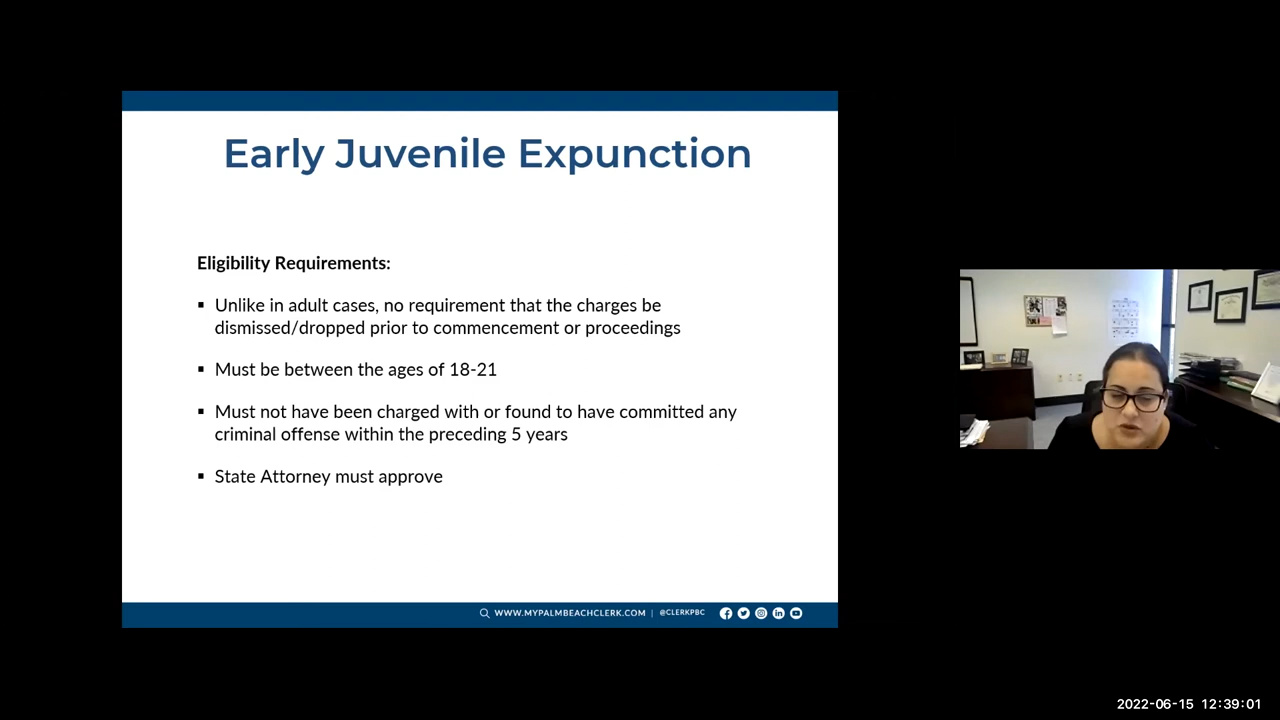 Early Juvenile Expunction
Eligibility Requirements:
▪ Unlike in adult cases, no requirement that the charges be
dismissed/dropped prior to commencement or proceedings
▪ Must be between the ages of 18-21
▪ Must not have been charged with or found to have committed any
criminal offense within the preceding 5 years
▪ State Attorney must approve
WWW.MYPALMBEACHCLERK.COM | @CLERKPBC
2022-06-15 12:39:01